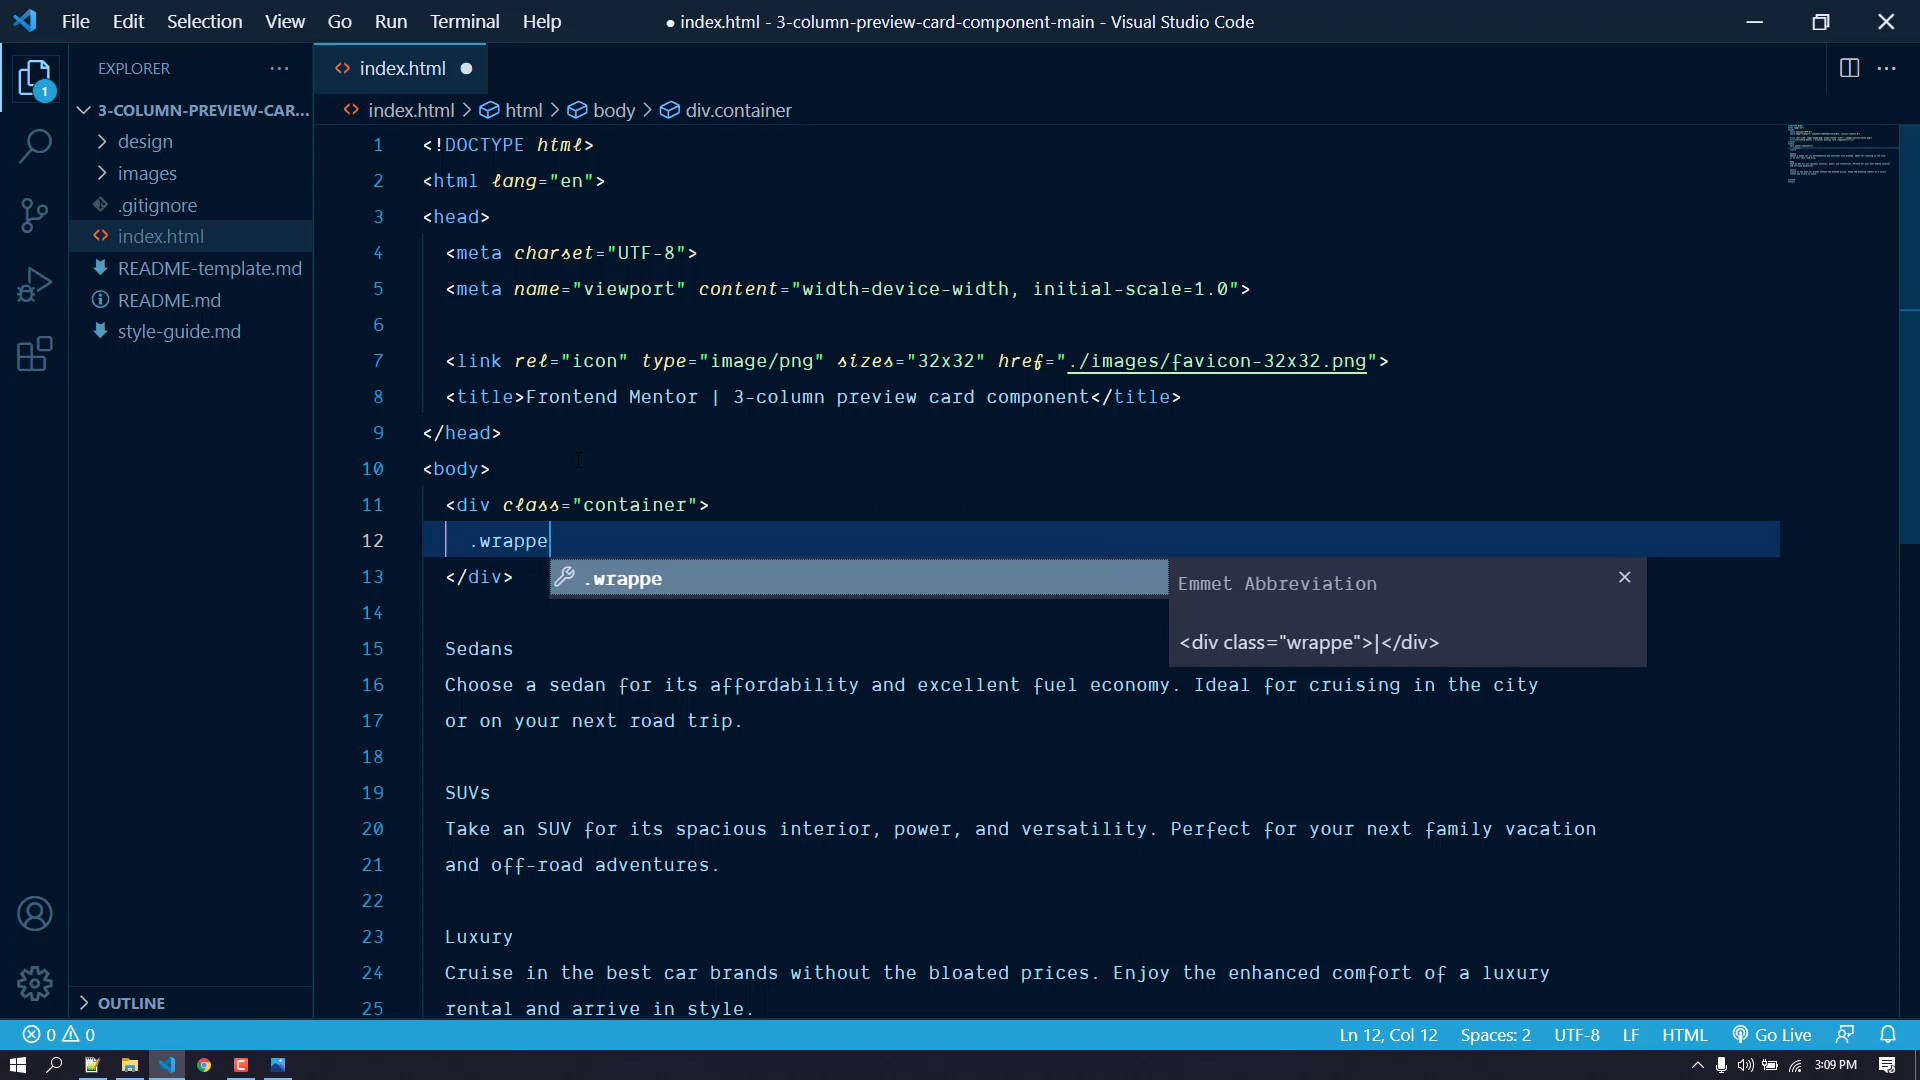 File Edit Selection View Go Run Terminal Help
● index.html - 3-column-preview-card-component-main - Visual Studio Code
EXPLORER
index.html
3-COLUMN-PREVIEW-CAR...
index.html > html > body > div.container
design
images
.gitignore
index.html
README-template.md
README.md
style-guide.md
1
1 <!DOCTYPE html>
2 <html lang="en">
3 <head>
4 <meta charset="UTF-8">
5 <meta name="viewport" content="width=device-width, initial-scale=1.0">
6
7 <link rel="icon" type="image/png" sizes="32x32" href="./images/favicon-32x32.png">
8 <title>Frontend Mentor | 3-column preview card component</title>
9 </head>
10 <body>
11 <div class="container">
12 .wrappe
13 </div>
.wrappe
Emmet Abbreviation
<div class="wrappe">|</div>
14
15 Sedans
16 Choose a sedan for its affordability and excellent fuel economy. Ideal for cruising in the city
17 or on your next road trip.
18
19 SUVs
20 Take an SUV for its spacious interior, power, and versatility. Perfect for your next family vacation
21 and off-road adventures.
22
23 Luxury
24 Cruise in the best car brands without the bloated prices. Enjoy the enhanced comfort of a luxury
25 rental and arrive in style.
OUTLINE
0 0
Ln 12, Col 12 Spaces: 2 UTF-8 LF HTML Go Live
3:09 PM